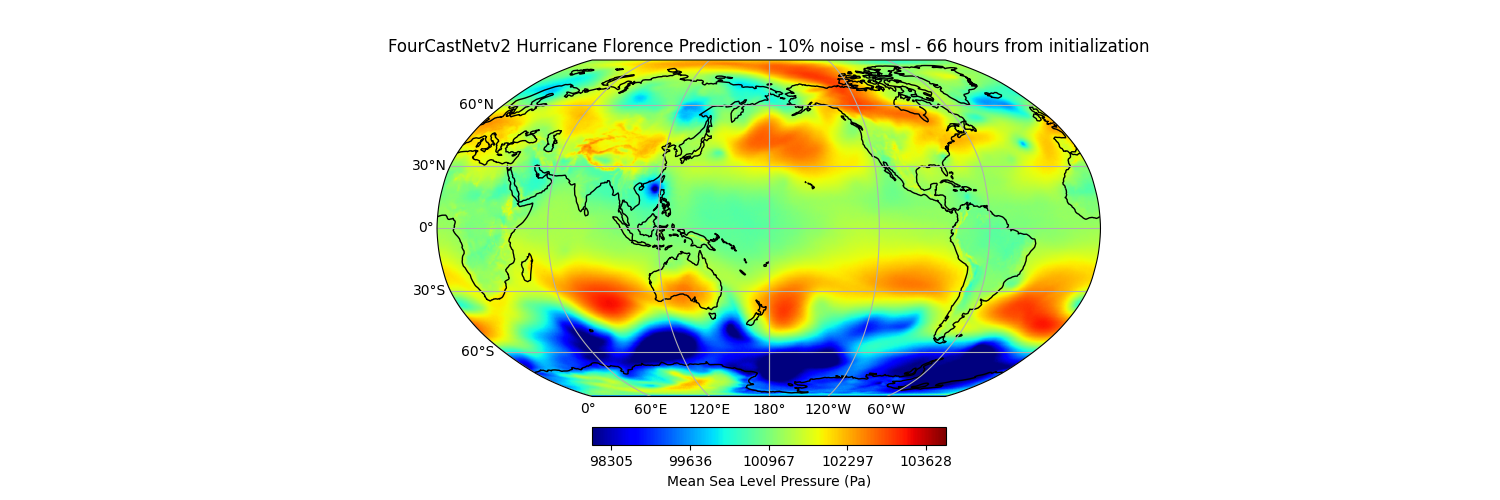 FourCastNetv2 Hurricane Florence Prediction - 10% noise - msl - 66 hours from initialization
60°N
30°N
0°
30°S
60°S
0° 60°E 120°E 180° 120°W 60°W
98305 99636 100967 102297 103628
Mean Sea Level Pressure (Pa)